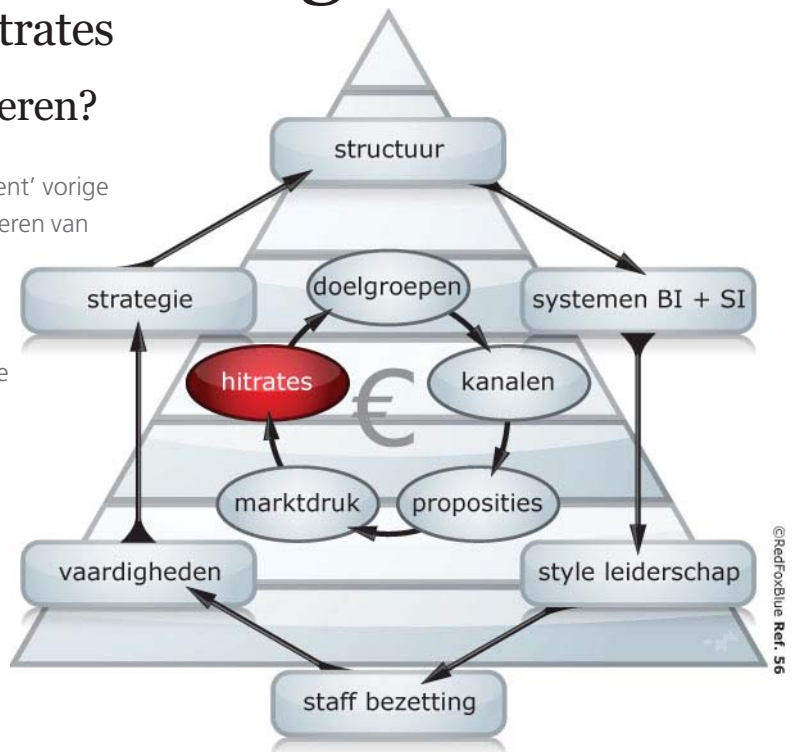 trates
eren?
ent’ vorige
eren van
e
structuur
strategie
doelgroepen
systemen BI + SI
hitrates
kanalen
€
marktdruk
proposities
vaardigheden
style leiderschap
staff bezetting
©RedFoxBlue Ref. 56